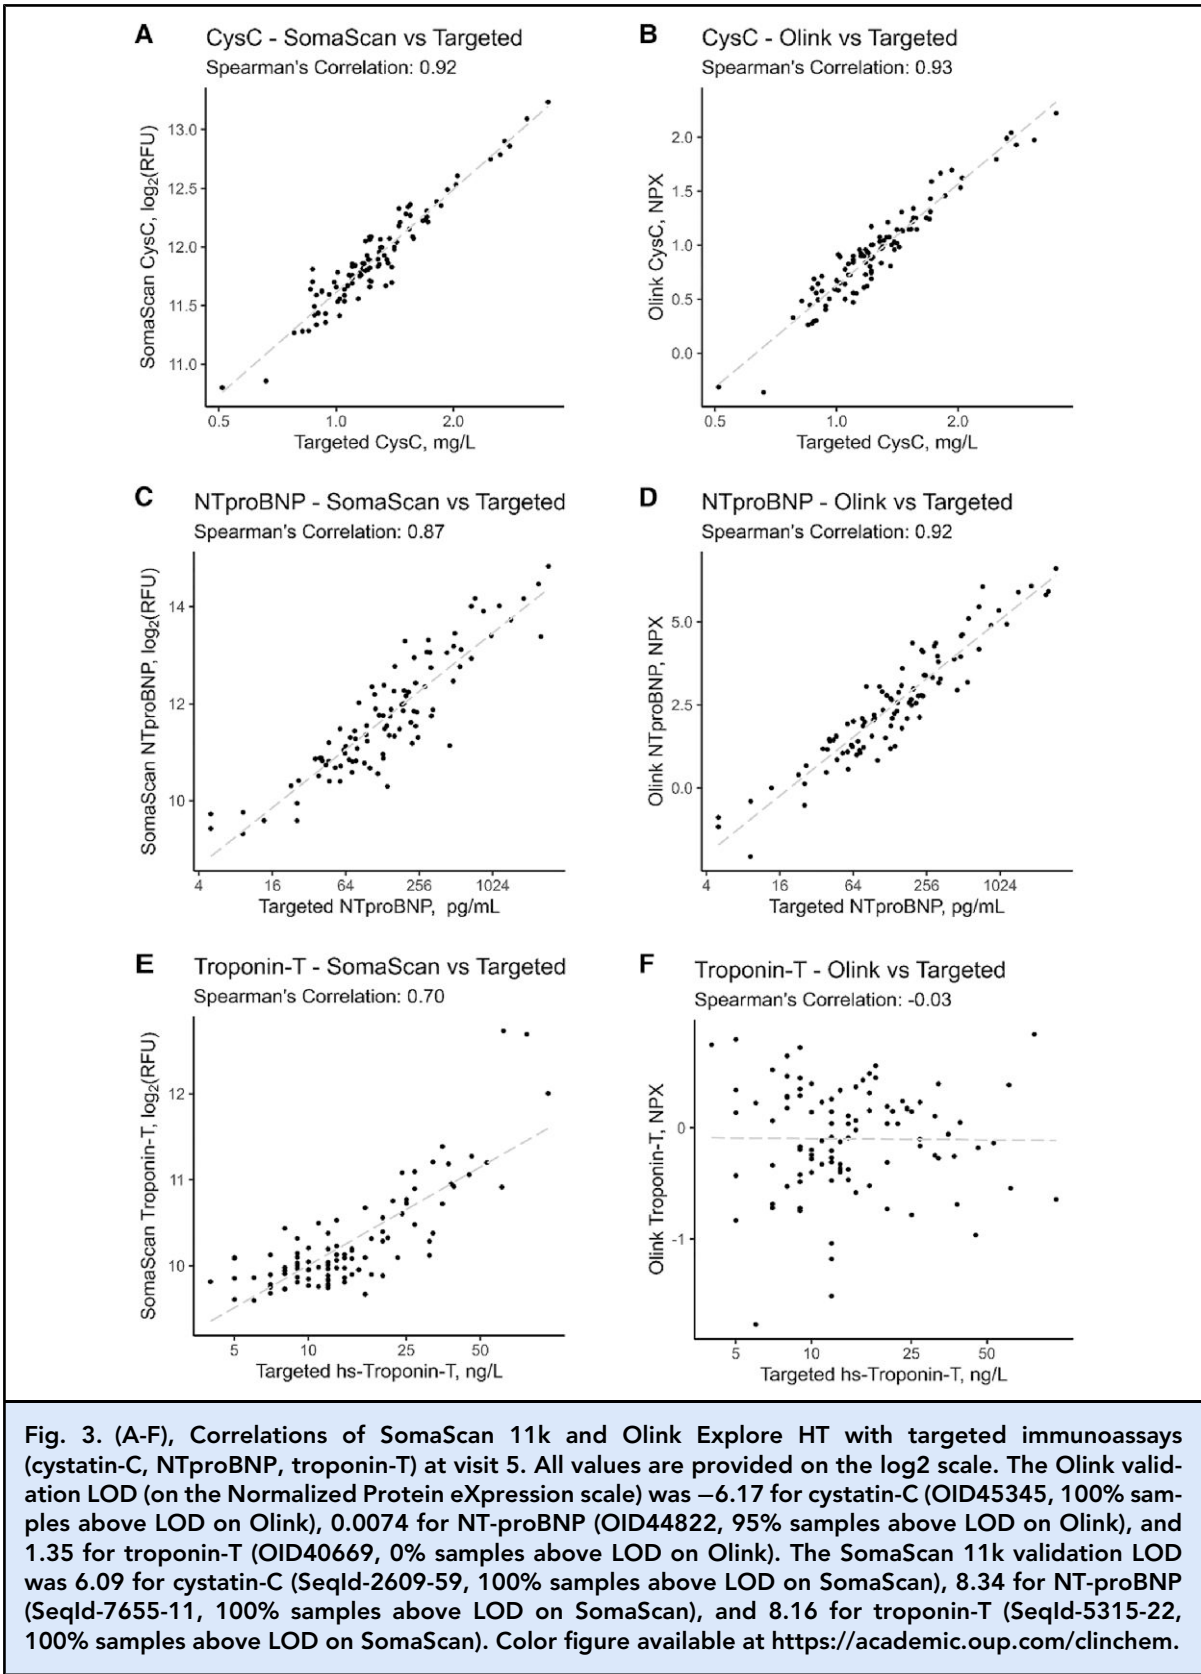 A
CysC - SomaScan vs Targeted
Spearman's Correlation: 0.92
SomaScan CysC, log2(RFU)
13.0
12.5
12.0
11.5
11.0
0.5 1.0 2.0
Targeted CysC, mg/L
B
CysC - Olink vs Targeted
Spearman's Correlation: 0.93
Olink CysC, NPX
2.0
1.5
1.0
0.5
0.0
0.5 1.0 2.0
Targeted CysC, mg/L
C
NTproBNP - SomaScan vs Targeted
Spearman's Correlation: 0.87
SomaScan NTproBNP, log2(RFU)
14
12
10
4 16 64 256 1024
Targeted NTproBNP, pg/mL
D
NTproBNP - Olink vs Targeted
Spearman's Correlation: 0.92
Olink NTproBNP, NPX
5.0
2.5
0.0
4 16 64 256 1024
Targeted NTproBNP, pg/mL
E
Troponin-T - SomaScan vs Targeted
Spearman's Correlation: 0.70
SomaScan Troponin-T, log2(RFU)
12
11
10
5 10 25 50
Targeted hs-Troponin-T, ng/L
F
Troponin-T - Olink vs Targeted
Spearman's Correlation: -0.03
Olink Troponin-T, NPX
0
-1
5 10 25 50
Targeted hs-Troponin-T, ng/L
Fig. 3. (A-F), Correlations of SomaScan 11k and Olink Explore HT with targeted immunoassays
(cystatin-C, NTproBNP, troponin-T) at visit 5. All values are provided on the log2 scale. The Olink valid-
ation LOD (on the Normalized Protein eXpression scale) was −6.17 for cystatin-C (OID45345, 100% sam-
ples above LOD on Olink), 0.0074 for NT-proBNP (OID44822, 95% samples above LOD on Olink), and
1.35 for troponin-T (OID40669, 0% samples above LOD on Olink). The SomaScan 11k validation LOD
was 6.09 for cystatin-C (SeqId-2609-59, 100% samples above LOD on SomaScan), 8.34 for NT-proBNP
(SeqId-7655-11, 100% samples above LOD on SomaScan), and 8.16 for troponin-T (SeqId-5315-22,
100% samples above LOD on SomaScan). Color figure available at https://academic.oup.com/clinchem.